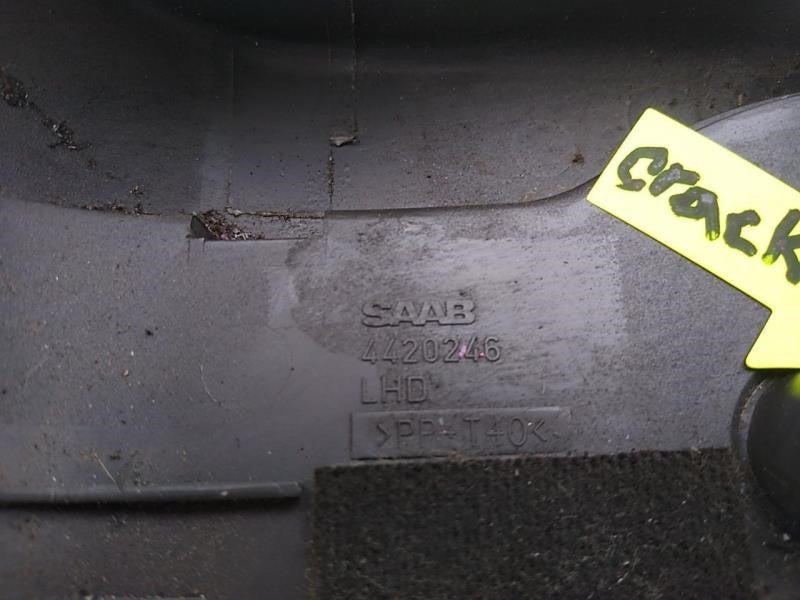 crack
SAAB
4420246
LHD
>PP-T40<